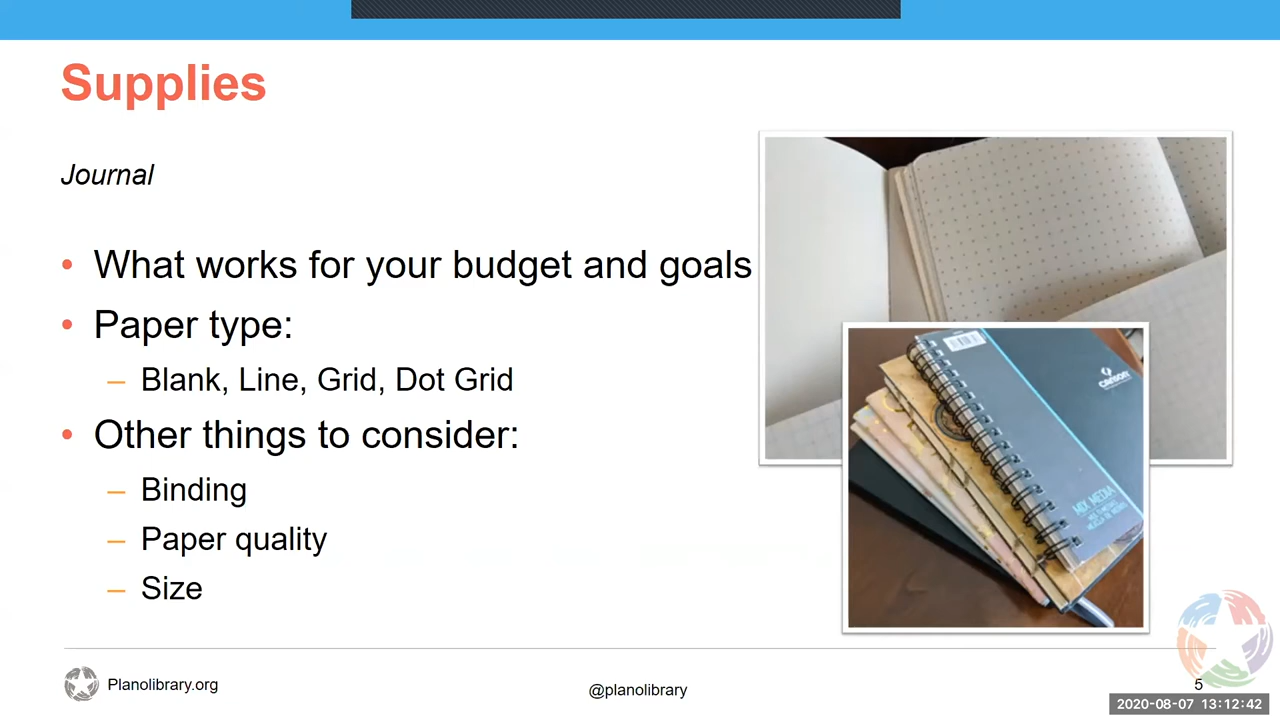 Supplies
Journal
• What works for your budget and goals
• Paper type:
– Blank, Line, Grid, Dot Grid
• Other things to consider:
– Binding
– Paper quality
– Size
CANSON
MIX MEDIA
Planolibrary.org
@planolibrary
5
2020-08-07 13:12:42